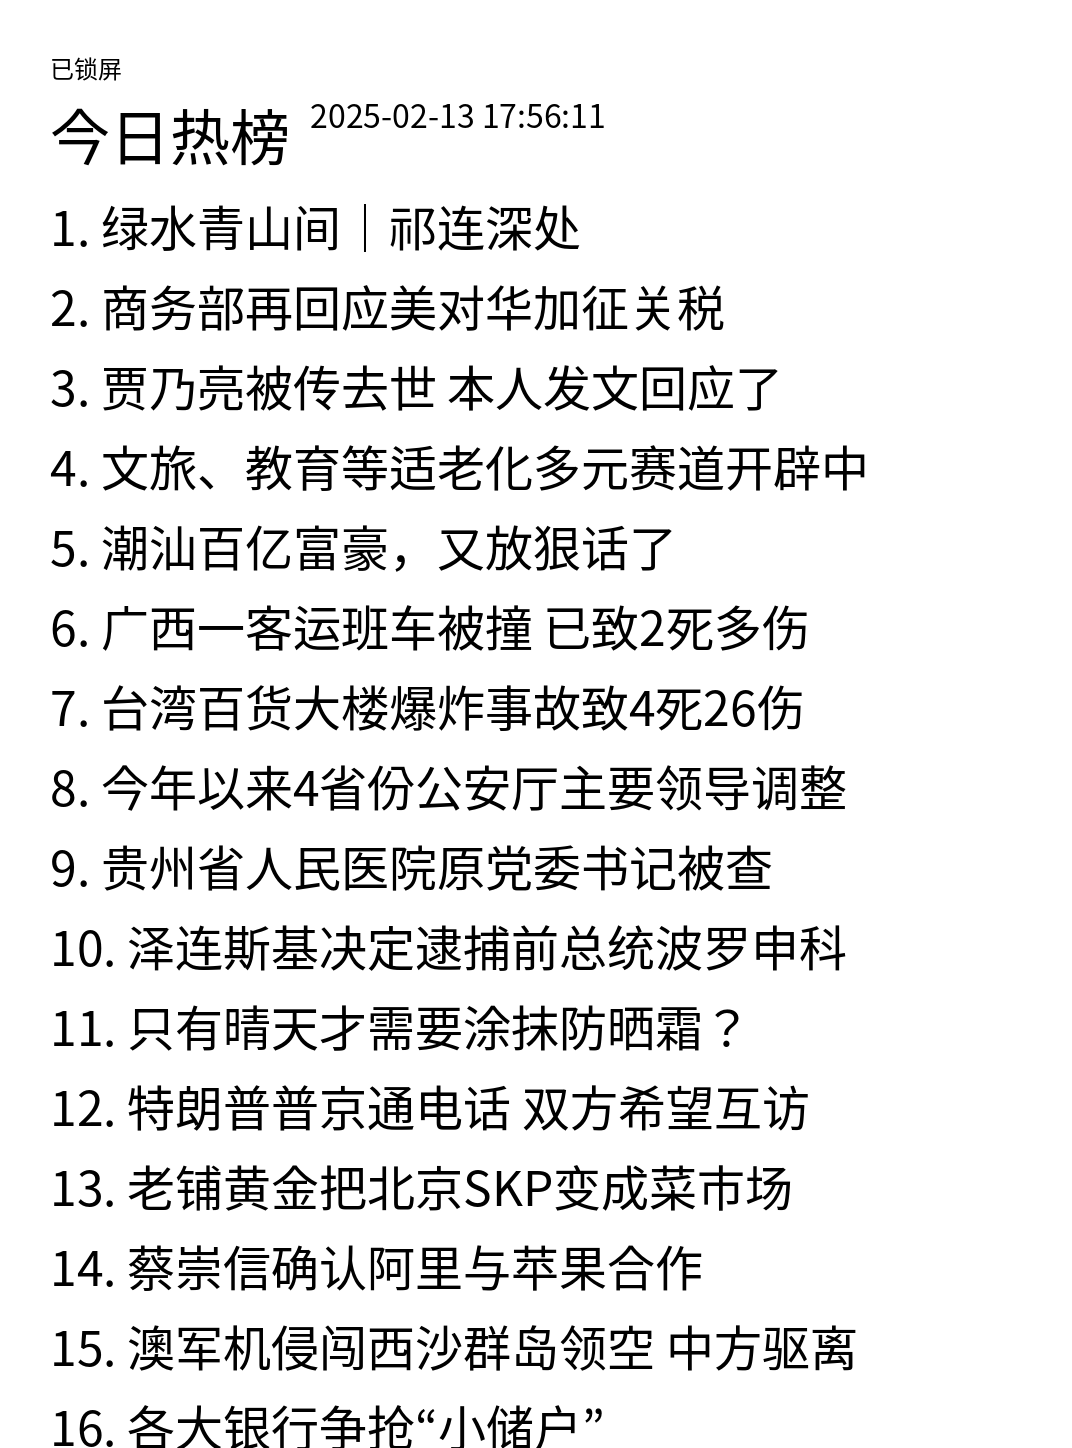 已锁屏
今日热榜 2025-02-13 17:56:11
1. 绿水青山间｜祁连深处
2. 商务部再回应美对华加征关税
3. 贾乃亮被传去世 本人发文回应了
4. 文旅、教育等适老化多元赛道开辟中
5. 潮汕百亿富豪，又放狠话了
6. 广西一客运班车被撞 已致2死多伤
7. 台湾百货大楼爆炸事故致4死26伤
8. 今年以来4省份公安厅主要领导调整
9. 贵州省人民医院原党委书记被查
10. 泽连斯基决定逮捕前总统波罗申科
11. 只有晴天才需要涂抹防晒霜？
12. 特朗普普京通电话 双方希望互访
13. 老铺黄金把北京SKP变成菜市场
14. 蔡崇信确认阿里与苹果合作
15. 澳军机侵闯西沙群岛领空 中方驱离
16. 各大银行争抢“小储户”